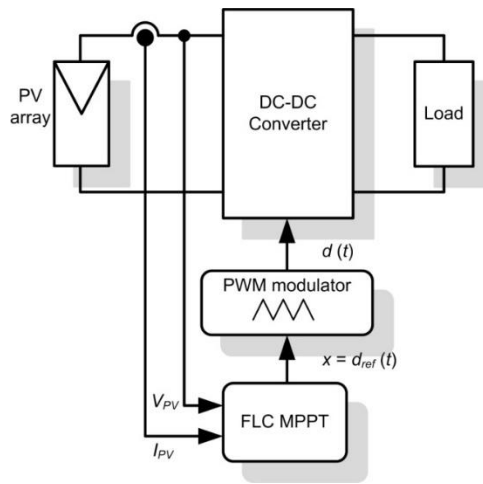 PV
array
DC-DC
Converter
Load
d (t)
PWM modulator
x = d_ref (t)
V_PV
I_PV
FLC MPPT